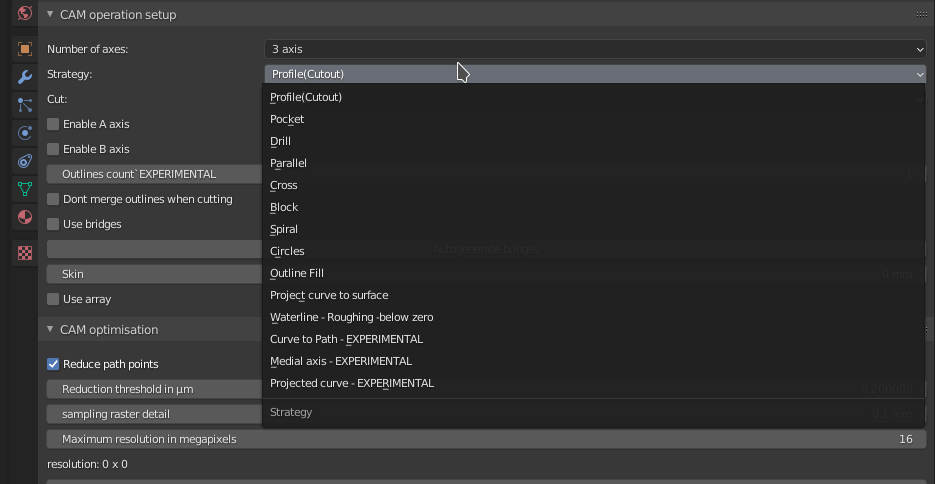 CAM operation setup
Number of axes: 3 axis
Strategy: Profile(Cutout)
Cut:
Profile(Cutout)
Pocket
Enable A axis
Drill
Enable B axis
Parallel
Outlines count`EXPERIMENTAL
Cross
Dont merge outlines when cutting
Block
Use bridges
Spiral
Autogenerate bridges
Circles
Skin 0 mm
Outline Fill
Use array
Project curve to surface
Waterline - Roughing -below zero
CAM optimisation
Curve to Path - EXPERIMENTAL
Reduce path points
Medial axis - EXPERIMENTAL
Reduction threshold in μm
Projected curve - EXPERIMENTAL
sampling raster detail
Strategy
Maximum resolution in megapixels 16
resolution: 0 x 0